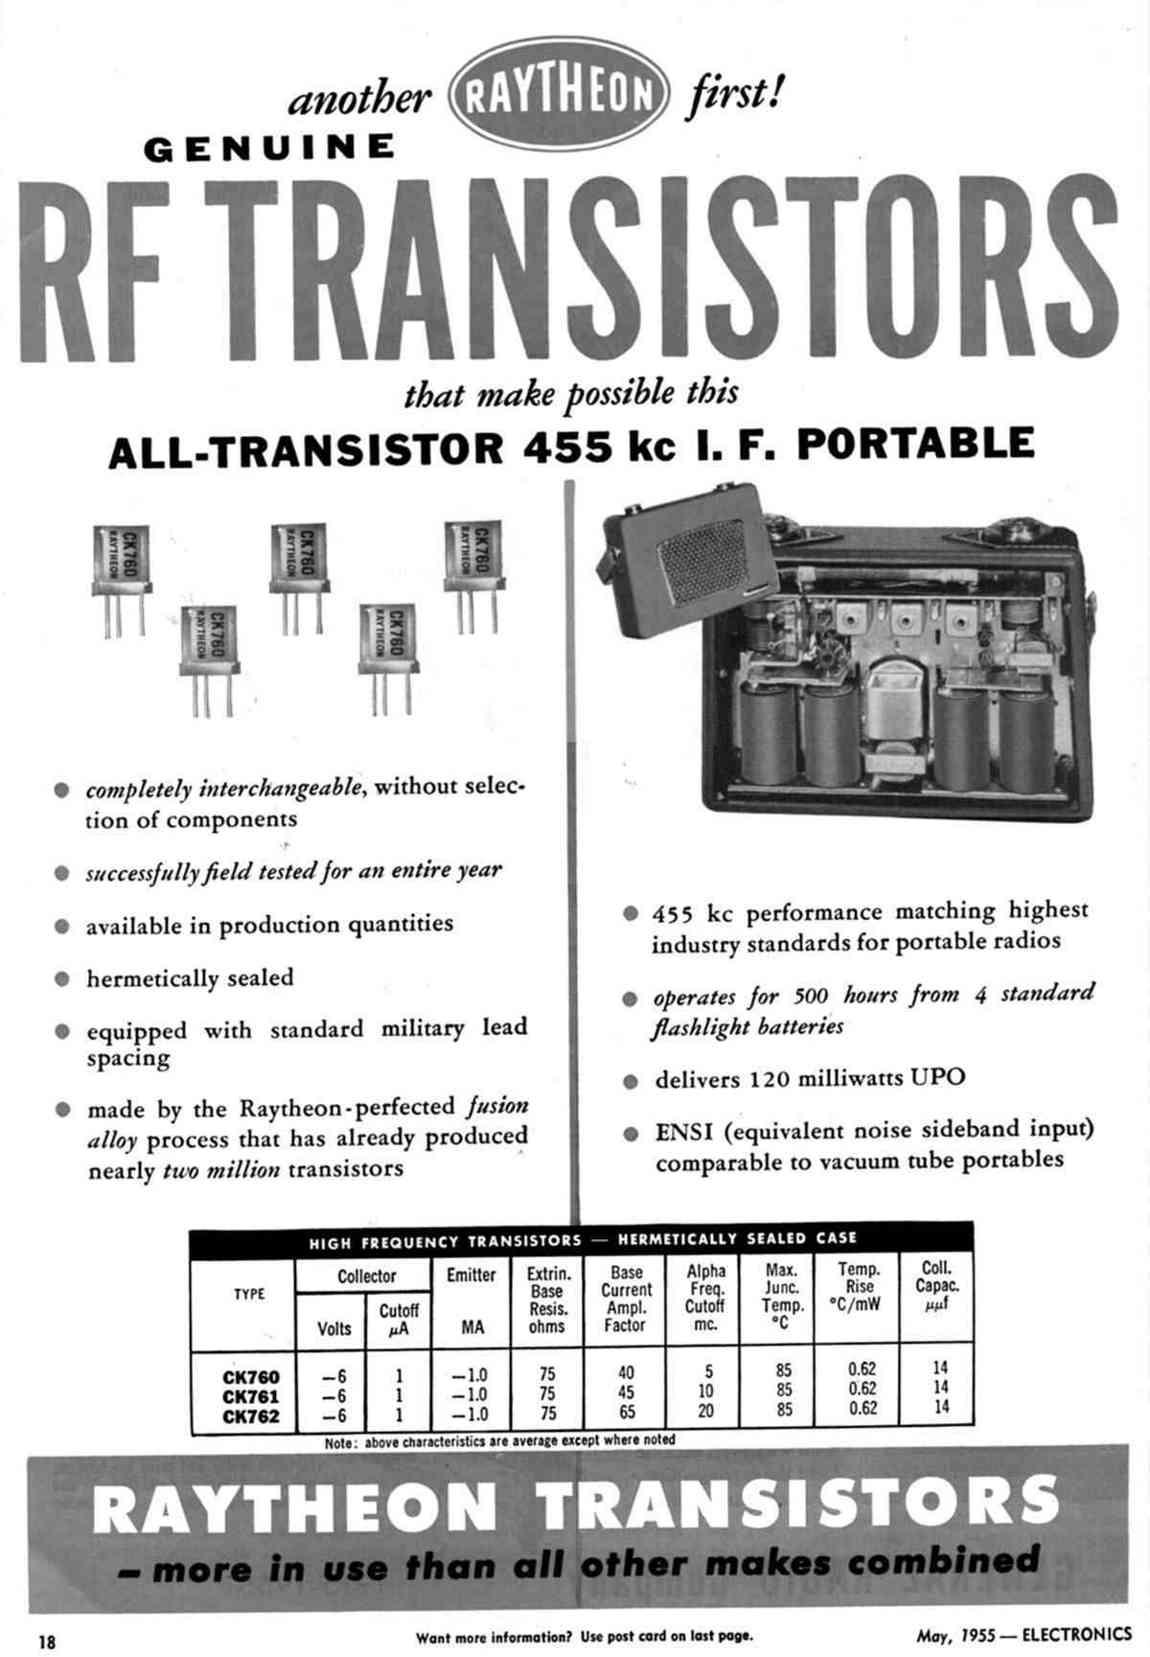 another RAYTHEON first!
GENUINE
RF TRANSISTORS
that make possible this
ALL-TRANSISTOR 455 kc I. F. PORTABLE
CK760
RAYTHEON
CK760
RAYTHEON
CK760
RAYTHEON
CK760
RAYTHEON
CK760
RAYTHEON
● completely interchangeable, without selec-
tion of components
● successfully field tested for an entire year
● available in production quantities
● hermetically sealed
● equipped with standard military lead
spacing
● made by the Raytheon-perfected fusion
alloy process that has already produced
nearly two million transistors
● 455 kc performance matching highest
industry standards for portable radios
● operates for 500 hours from 4 standard
flashlight batteries
● delivers 120 milliwatts UPO
● ENSI (equivalent noise sideband input)
comparable to vacuum tube portables
HIGH FREQUENCY TRANSISTORS — HERMETICALLY SEALED CASE
TYPE
Collector
Volts
Cutoff
µA
Emitter
MA
Extrin.
Base
Resis.
ohms
Base
Current
Ampl.
Factor
Alpha
Freq.
Cutoff
mc.
Max.
Junc.
Temp.
°C
Temp.
Rise
°C/mW
Coll.
Capac.
µµf
CK760 —6 1 —1.0 75 40 5 85 0.62 14
CK761 —6 1 —1.0 75 45 10 85 0.62 14
CK762 —6 1 —1.0 75 65 20 85 0.62 14
Note: above characteristics are average except where noted
RAYTHEON TRANSISTORS
– more in use than all other makes combined
18
Want more information? Use post card on last page.
May, 1955 — ELECTRONICS